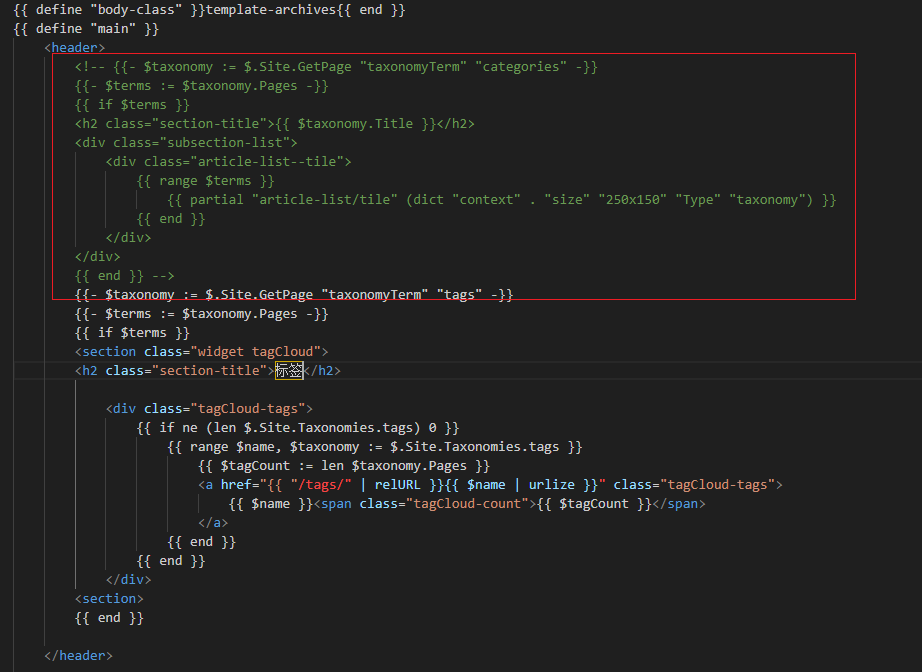 {{ define "body-class" }}template-archives{{ end }}
{{ define "main" }}
<header>
<!-- {{- $taxonomy := $.Site.GetPage "taxonomyTerm" "categories" -}}
{{- $terms := $taxonomy.Pages -}}
{{ if $terms }}
<h2 class="section-title">{{ $taxonomy.Title }}</h2>
<div class="subsection-list">
<div class="article-list--tile">
{{ range $terms }}
{{ partial "article-list/tile" (dict "context" . "size" "250x150" "Type" "taxonomy") }}
{{ end }}
</div>
</div>
{{ end }} -->
{{- $taxonomy := $.Site.GetPage "taxonomyTerm" "tags" -}}
{{- $terms := $taxonomy.Pages -}}
{{ if $terms }}
<section class="widget tagCloud">
<h2 class="section-title">标签</h2>
<div class="tagCloud-tags">
{{ if ne (len $.Site.Taxonomies.tags) 0 }}
{{ range $name, $taxonomy := $.Site.Taxonomies.tags }}
{{ $tagCount := len $taxonomy.Pages }}
<a href="{{ "/tags/" | relURL }}{{ $name | urlize }}" class="tagCloud-tags">
{{ $name }}<span class="tagCloud-count">{{ $tagCount }}</span>
</a>
{{ end }}
{{ end }}
</div>
<section>
{{ end }}
</header>